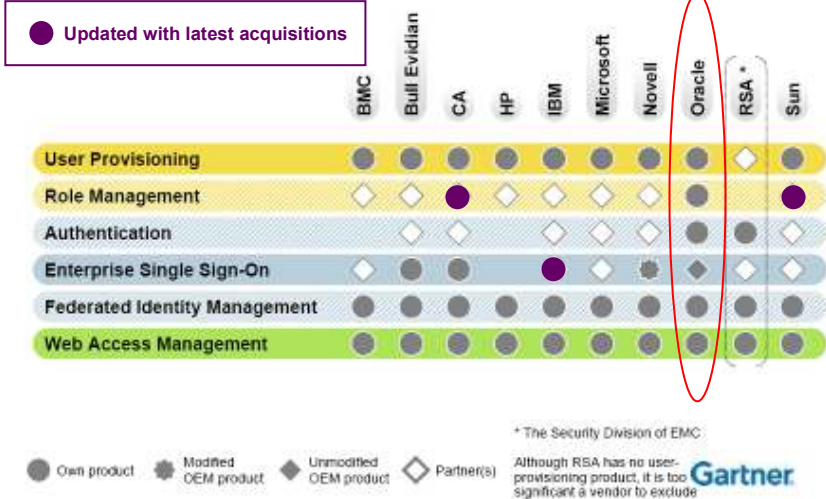 Updated with latest acquisitions
BMC
Bull Evidian
CA
HP
IBM
Microsoft
Novell
Oracle
RSA *
Sun
User Provisioning
Role Management
Authentication
Enterprise Single Sign-On
Federated Identity Management
Web Access Management
* The Security Division of EMC
Own product
Modified
OEM product
Unmodified
OEM product
Partner(s)
Although RSA has no user-
provisioning product, it is too
significant a vendor to exclude
Gartner